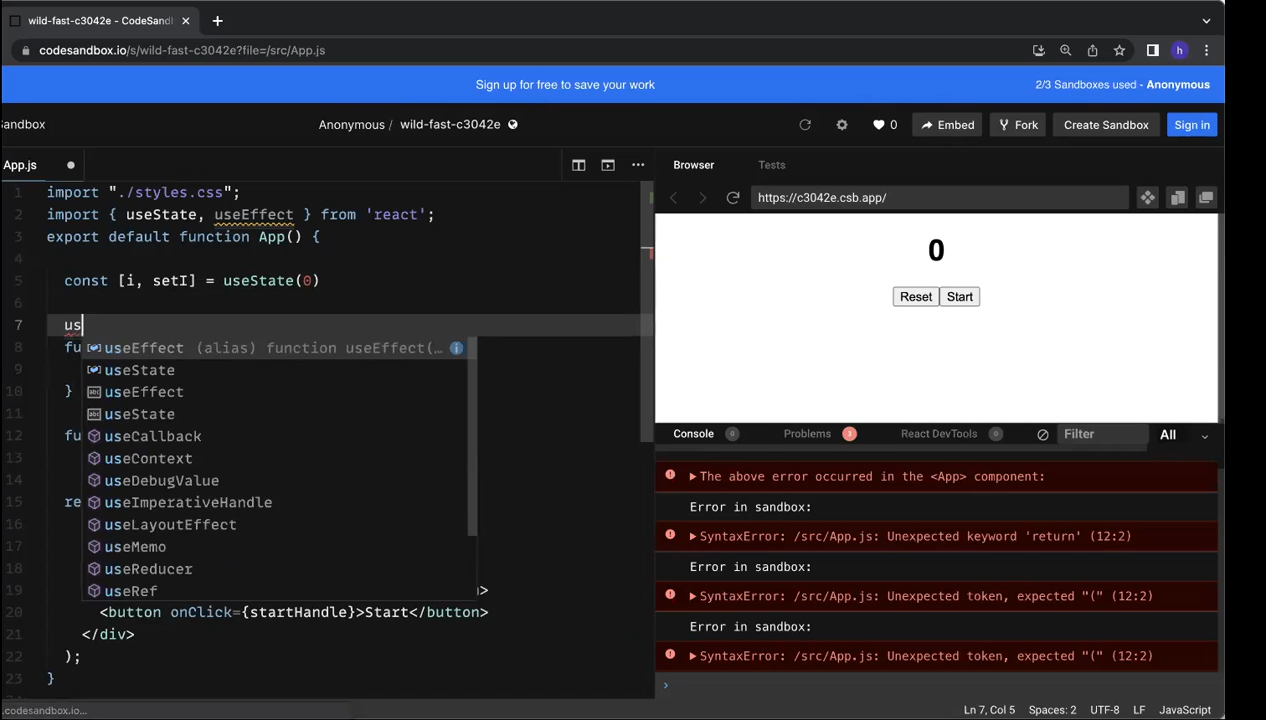 wild-fast-c3042e - CodeSandb
codesandbox.io/s/wild-fast-c3042e?file=/src/App.js
h
Sign up for free to save your work
2/3 Sandboxes used - Anonymous
Sandbox
Anonymous / wild-fast-c3042e
0
Embed
Fork
Create Sandbox
Sign in
App.js
1 import "./styles.css";
2 import { useState, useEffect } from 'react';
3 export default function App() {
4
5 const [i, setI] = useState(0)
6
7 us
8 fu
9
10 }
11
12 fu
13
14
15 re
16
17
18
19 >
20 <button onClick={startHandle}>Start</button>
21 </div>
22 );
23 }
useEffect (alias) function useEffect(…
useState
useEffect
useState
useCallback
useContext
useDebugValue
useImperativeHandle
useLayoutEffect
useMemo
useReducer
useRef
Browser
Tests
https://c3042e.csb.app/
0
Reset Start
Console 0
Problems 3
React DevTools 0
Filter
All
The above error occurred in the <App> component:
Error in sandbox:
SyntaxError: /src/App.js: Unexpected keyword 'return' (12:2)
Error in sandbox:
SyntaxError: /src/App.js: Unexpected token, expected "(" (12:2)
Error in sandbox:
SyntaxError: /src/App.js: Unexpected token, expected "(" (12:2)
.codesandbox.io...
Ln 7, Col 5
Spaces: 2
UTF-8
LF
JavaScript